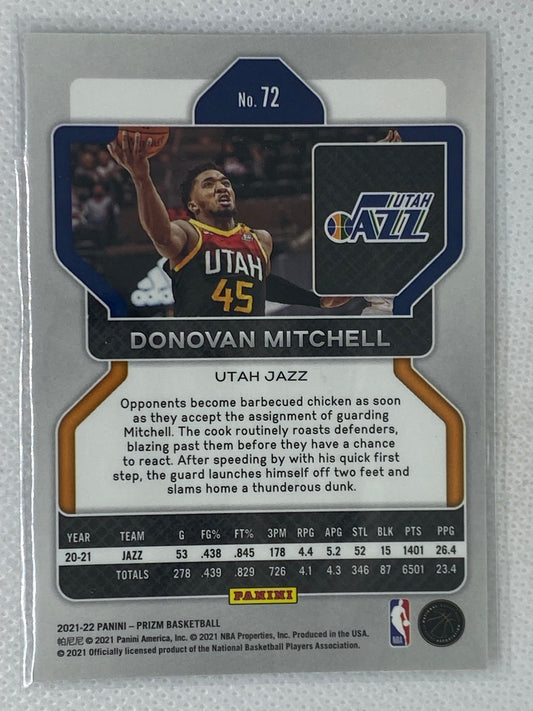 No. 72
UTAH
JAZZ
UTAH
45
DONOVAN MITCHELL
UTAH JAZZ
Opponents become barbecued chicken as soon
as they accept the assignment of guarding
Mitchell. The cook routinely roasts defenders,
blazing past them before they have a chance
to react. After speeding by with his quick first
step, the guard launches himself off two feet and
slams home a thunderous dunk.
YEAR TEAM G FG% FT% 3PM RPG APG STL BLK PTS PPG
20-21 JAZZ 53 .438 .845 178 4.4 5.2 52 15 1401 26.4
TOTALS 278 .439 .829 726 4.1 4.3 346 87 6501 23.4
PANINI
2021-22 PANINI – PRIZM BASKETBALL
帕尼尼 © 2021 Panini America, Inc. © 2021 NBA Properties, Inc. Produced in the USA.
© 2021 Officially licensed product of the National Basketball Players Association.
NBA